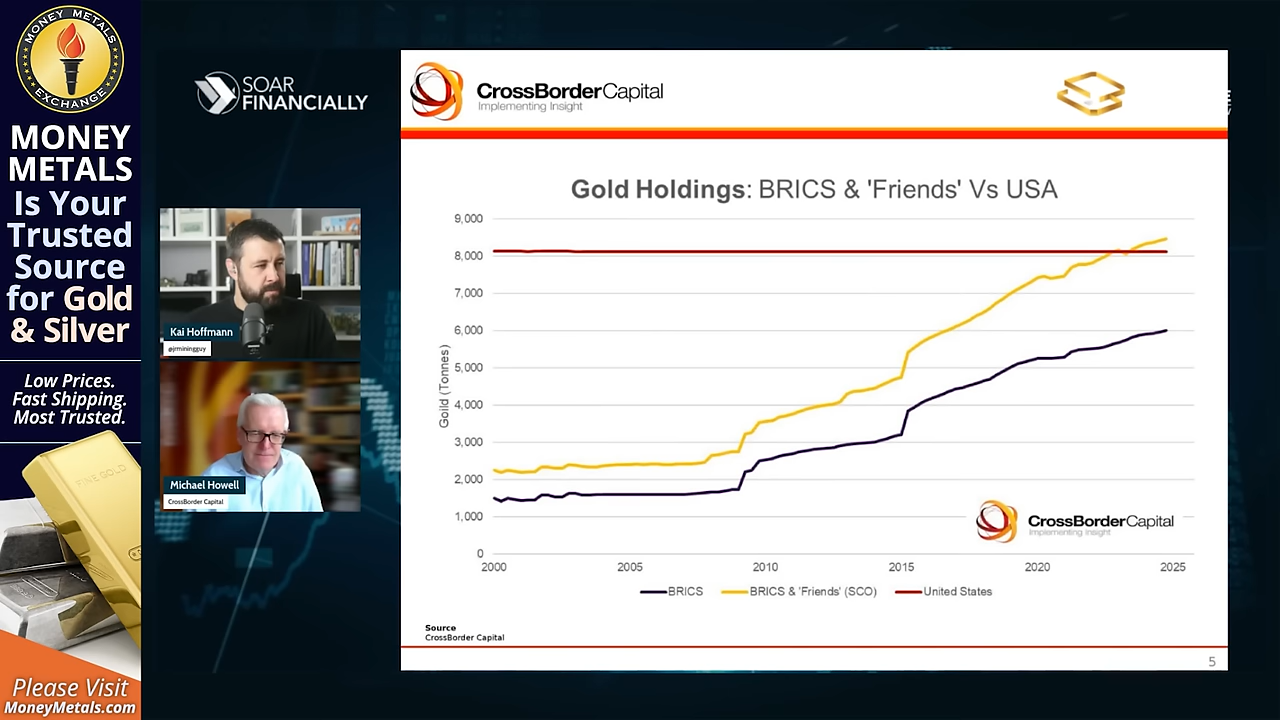 MONEY METALS
EXCHANGE
MONEY
METALS
Is Your
Trusted
Source
for Gold
& Silver
Low Prices.
Fast Shipping.
Most Trusted.
FINE GOLD
Please Visit
MoneyMetals.com
SOAR
FINANCIALLY
Kai Hoffmann
@jrminingguy
Michael Howell
CrossBorder Capital
CrossBorderCapital
Implementing Insight
Gold Holdings: BRICS & 'Friends' Vs USA
Goild (Tonnes)
9,000
8,000
7,000
6,000
5,000
4,000
3,000
2,000
1,000
0
2000 2005 2010 2015 2020 2025
CrossBorderCapital
Implementing Insight
BRICS BRICS & 'Friends' (SCO) United States
Source
CrossBorder Capital
5